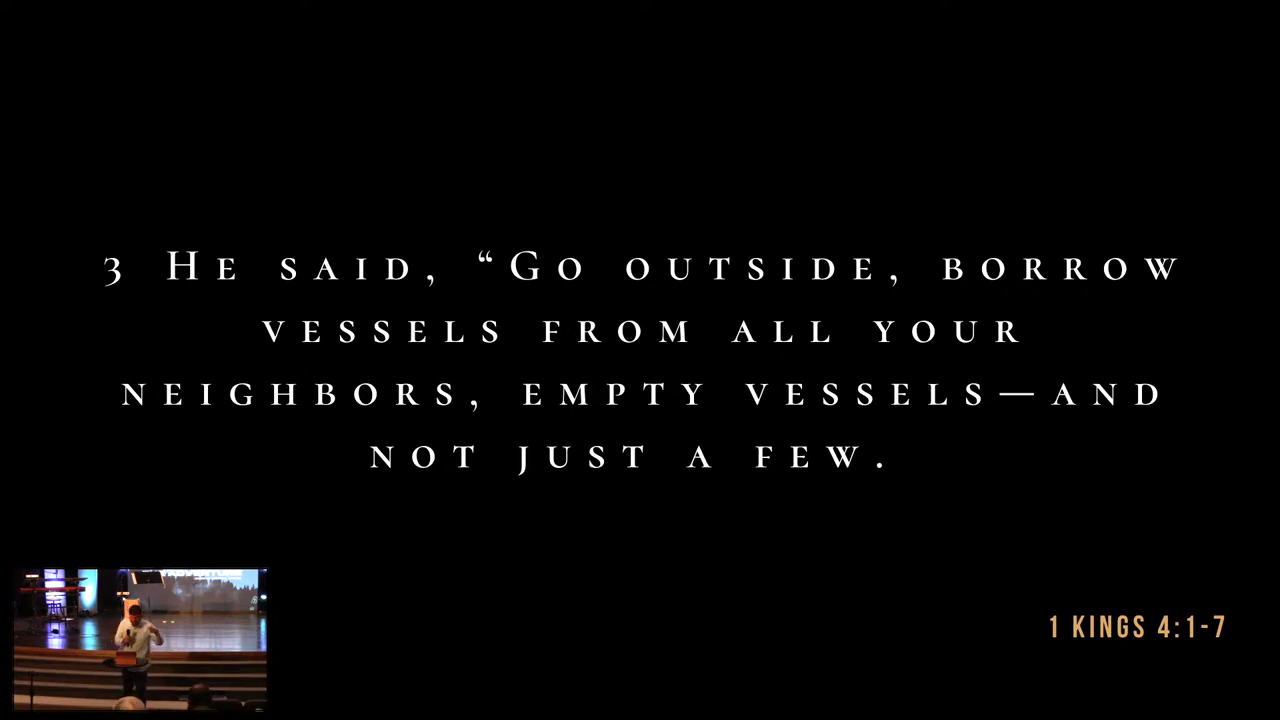 3 He said, “Go outside, borrow
vessels from all your
neighbors, empty vessels—and
not just a few.
1 KINGS 4:1-7